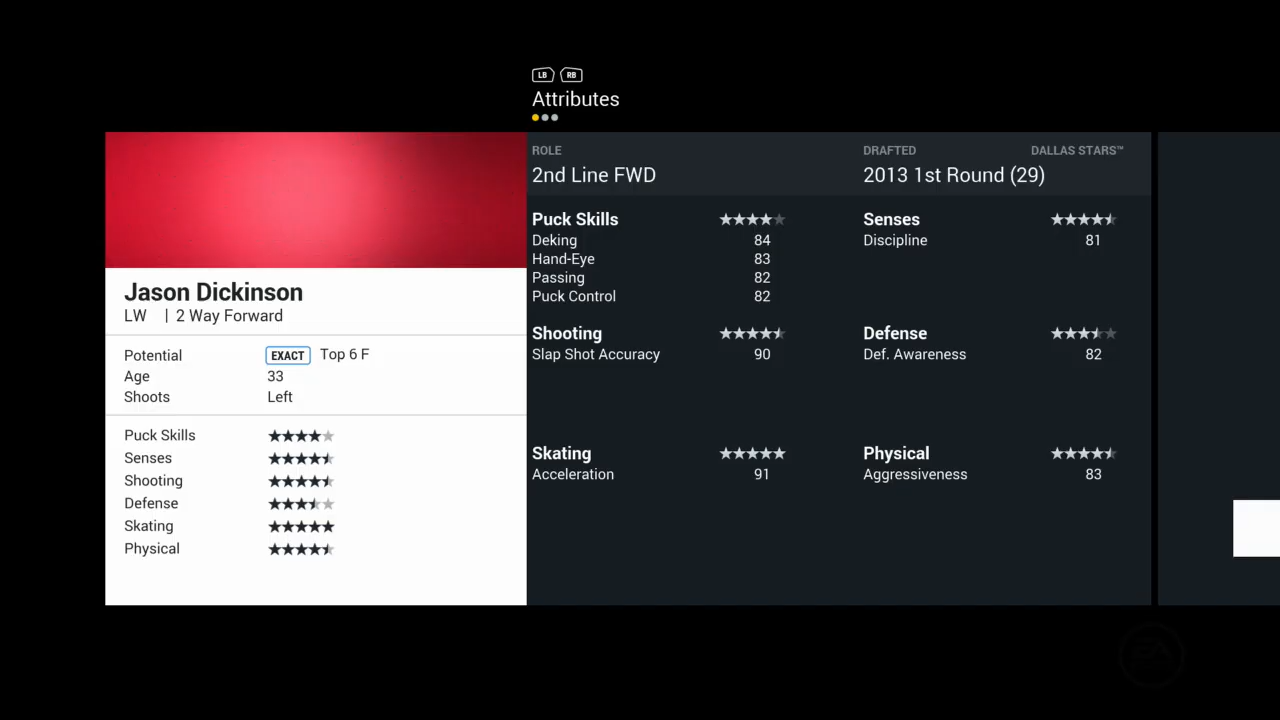 LB RB
Attributes
ROLE DRAFTED DALLAS STARS™
2nd Line FWD 2013 1st Round (29)
Jason Dickinson
LW | 2 Way Forward
Potential EXACT Top 6 F
Age 33
Shoots Left
Puck Skills ★★★★★
Senses ★★★★★
Shooting ★★★★★
Defense ★★★★★
Skating ★★★★★
Physical ★★★★★
Puck Skills ★★★★★
Deking 84
Hand-Eye 83
Passing 82
Puck Control 82
Senses ★★★★★
Discipline 81
Shooting ★★★★★
Slap Shot Accuracy 90
Defense ★★★★★
Def. Awareness 82
Skating ★★★★★
Acceleration 91
Physical ★★★★★
Aggressiveness 83
EA